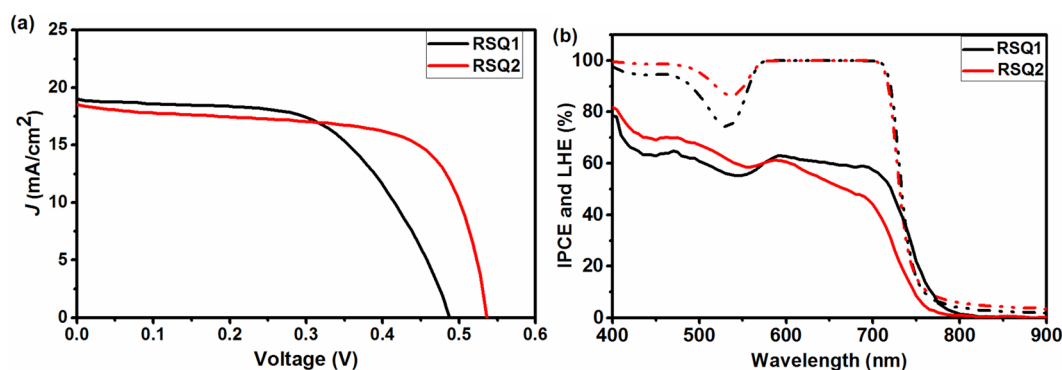 (a)
25
20
15
10
5
0
J (mA/cm2)
0.0 0.1 0.2 0.3 0.4 0.5 0.6
Voltage (V)
RSQ1
RSQ2
(b)
100
80
60
40
20
0
IPCE and LHE (%)
400 500 600 700 800 900
Wavelength (nm)
RSQ1
RSQ2